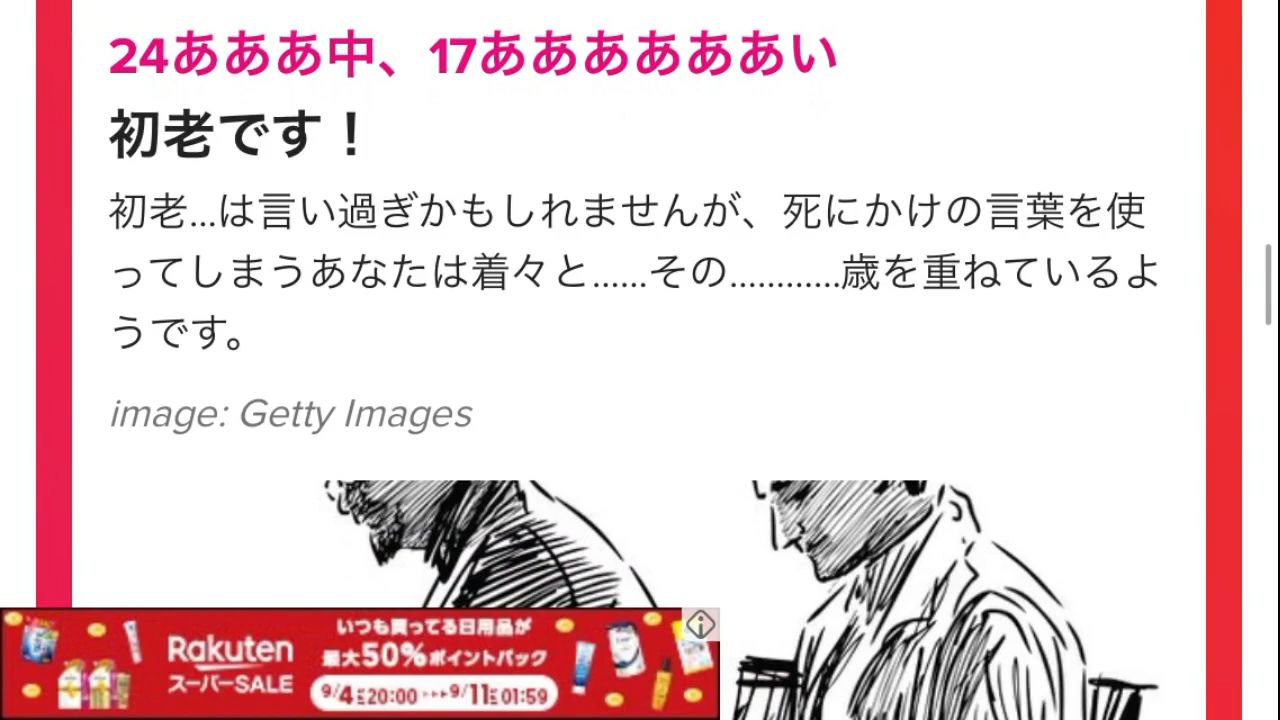 24あああ中、17あああああああい
初老です！
初老...は言い過ぎかもしれませんが、死にかけの言葉を使
ってしまうあなたは着々と......その............歳を重ねているよ
うです。
image: Getty Images
いつも買ってる日用品が
Rakuten
最大50%ポイントバック
スーパーSALE
9/4 20:00 9/11 01:59